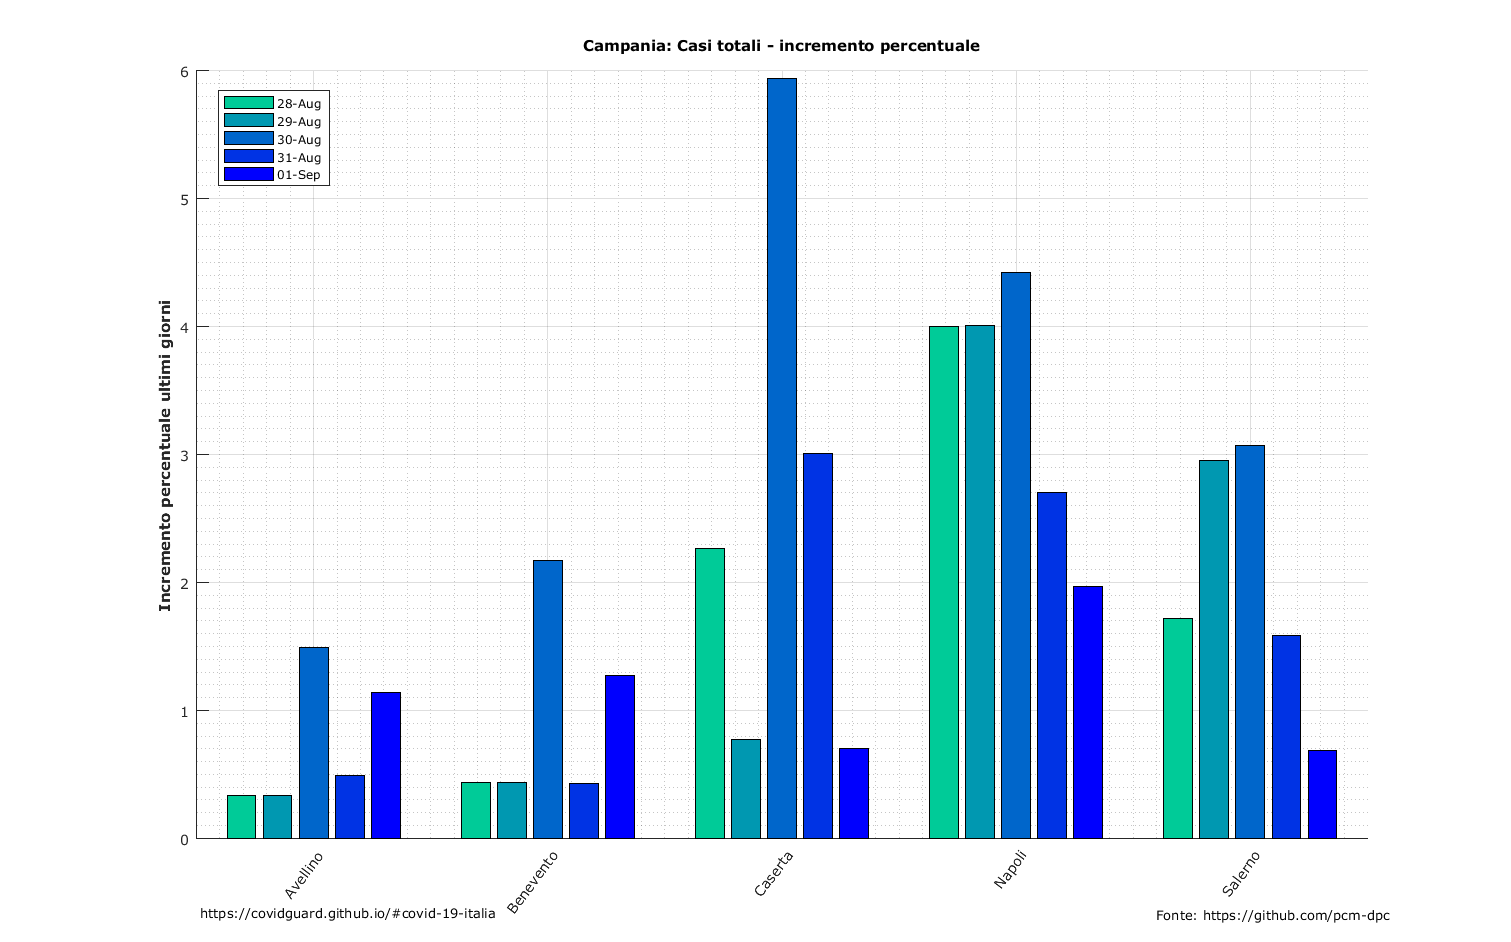 Campania: Casi totali - incremento percentuale
28-Aug
29-Aug
30-Aug
31-Aug
01-Sep
Incremento percentuale ultimi giorni
6
5
4
3
2
1
0
Avellino
Benevento
Caserta
Napoli
Salerno
https://covidguard.github.io/#covid-19-italia
Fonte: https://github.com/pcm-dpc